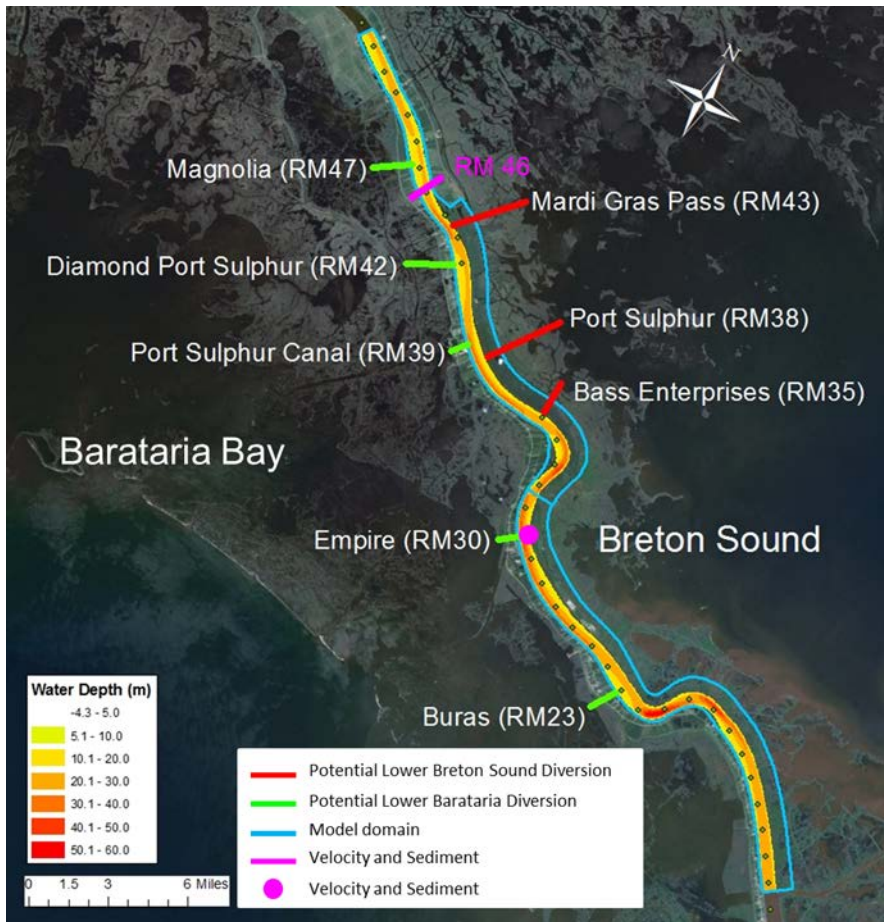 N
Magnolia (RM47)
RM 46
Mardi Gras Pass (RM43)
Diamond Port Sulphur (RM42)
Port Sulphur (RM38)
Port Sulphur Canal (RM39)
Bass Enterprises (RM35)
Barataria Bay
Empire (RM30)
Breton Sound
Buras (RM23)
Water Depth (m)
-4.3 - 5.0
5.1 - 10.0
10.1 - 20.0
20.1 - 30.0
30.1 - 40.0
40.1 - 50.0
50.1 - 60.0
0 1.5 3 6 Miles
Potential Lower Breton Sound Diversion
Potential Lower Barataria Diversion
Model domain
Velocity and Sediment
Velocity and Sediment